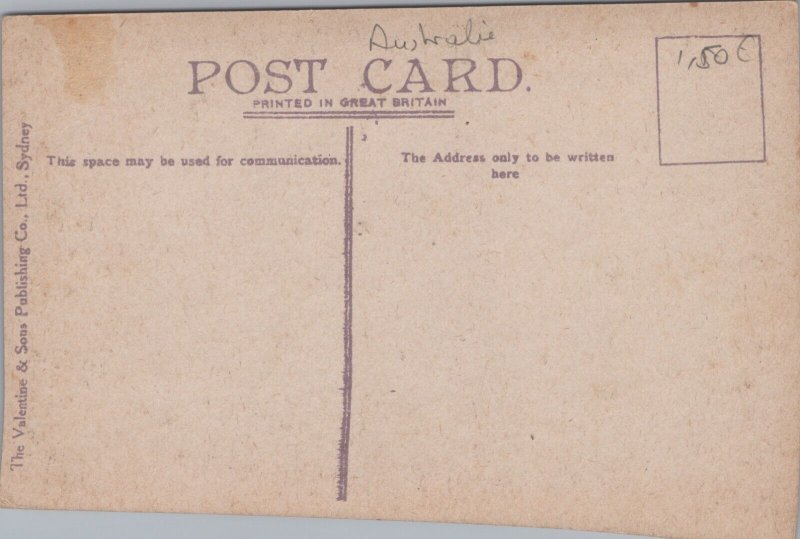 Australie
1,50 €
POST CARD.
PRINTED IN GREAT BRITAIN
This space may be used for communication.
The Address only to be written
here
The Valentine & Sons Publishing Co., Ltd., Sydney